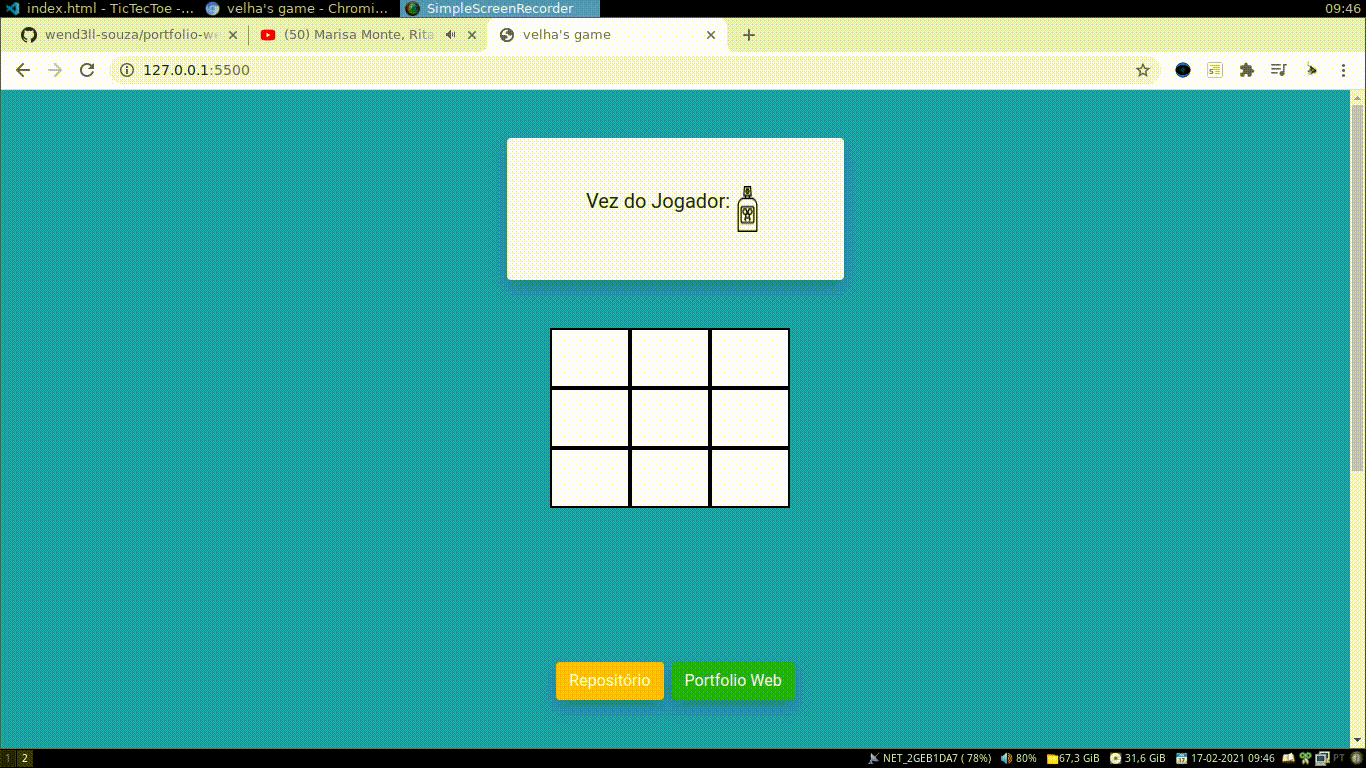 index.html - TicTecToe -...
velha's game - Chromi...
SimpleScreenRecorder
09:46
wend3ll-souza/portfolio-we
(50) Marisa Monte, Rita
velha's game
127.0.0.1:5500
Vez do Jogador:
Repositório
Portfolio Web
1
2
NET_2GEB1DA7 ( 78%)
80%
67,3 GiB
31,6 GiB
17-02-2021 09:46
PT